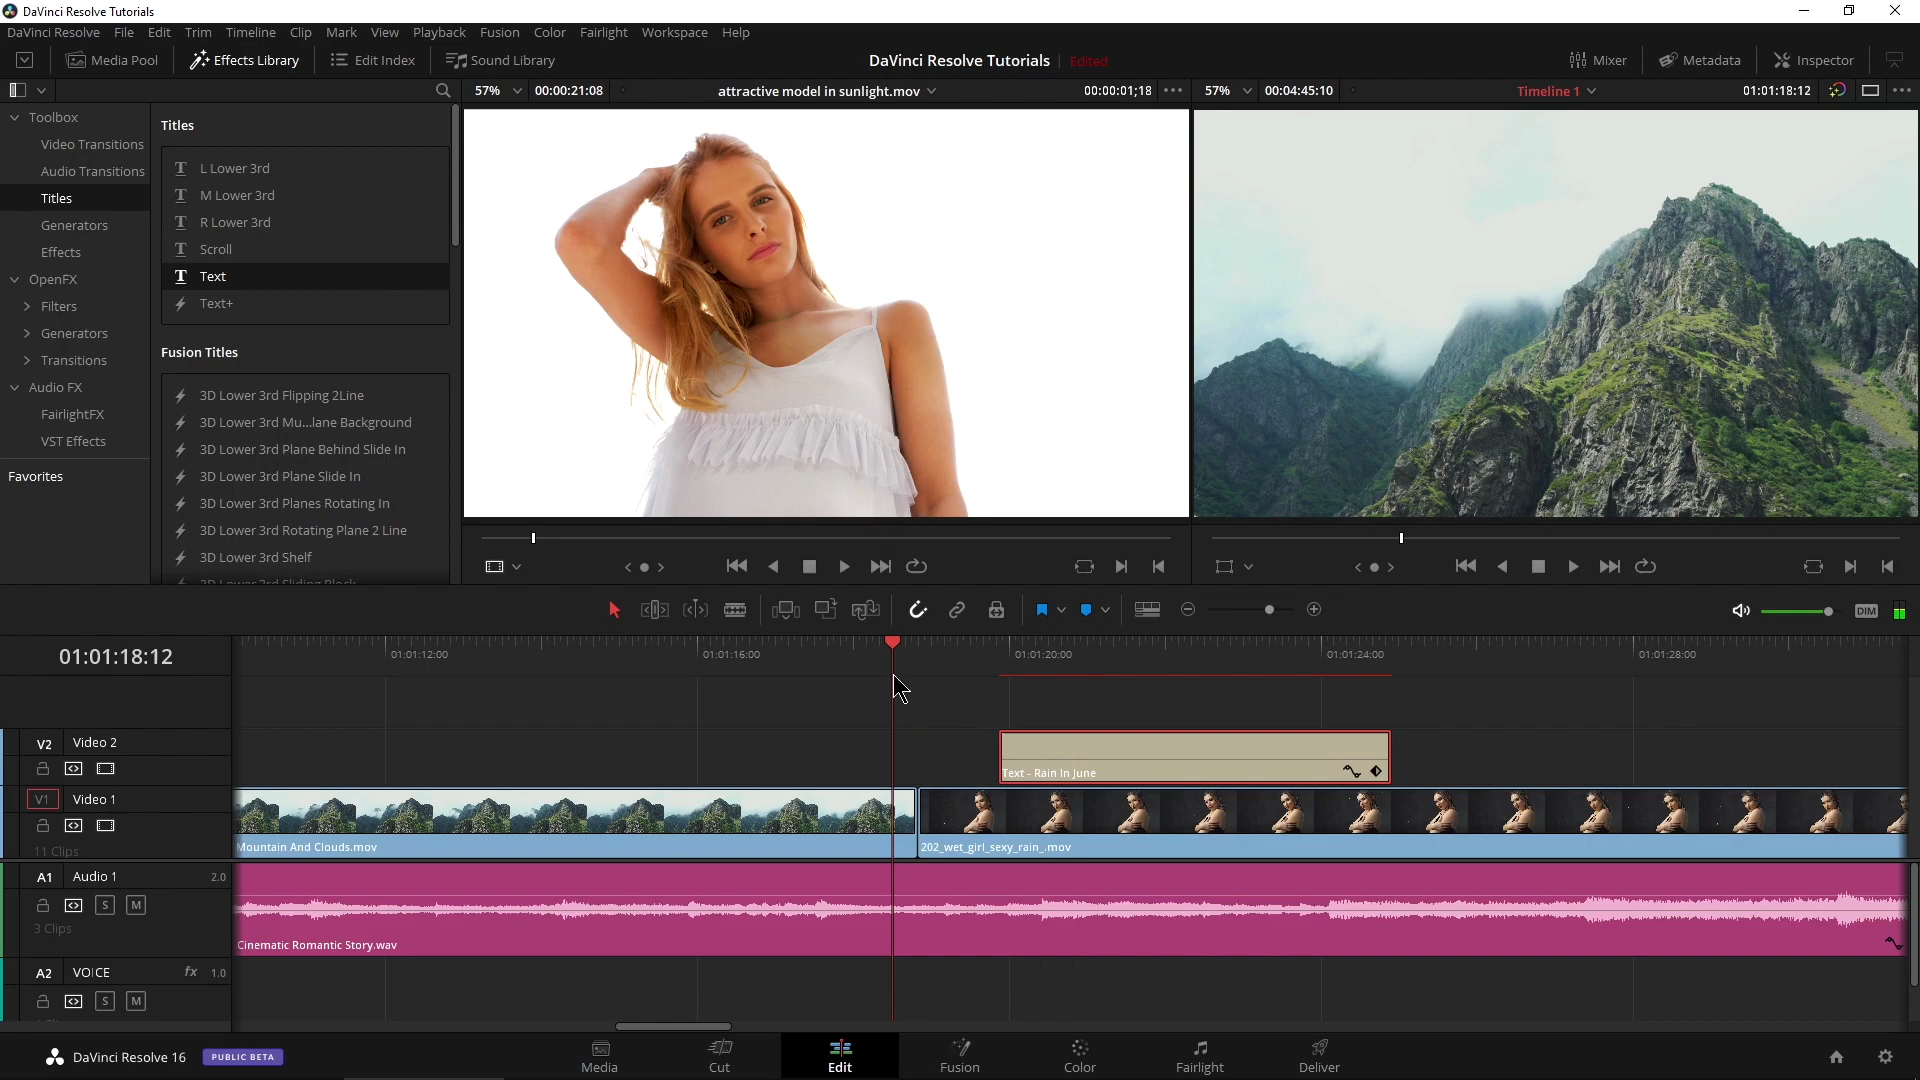 DaVinci Resolve Tutorials
DaVinci Resolve File Edit Trim Timeline Clip Mark View Playback Fusion Color Fairlight Workspace Help
Media Pool Effects Library Edit Index Sound Library DaVinci Resolve Tutorials Edited Mixer Metadata Inspector
57% 00:00:21:08 attractive model in sunlight.mov 00:00:01;18 57% 00:04:45:10 Timeline 1 01:01:18:12
Toolbox
Video Transitions
Audio Transitions
Titles
Generators
Effects
OpenFX
Filters
Generators
Transitions
Audio FX
FairlightFX
VST Effects
Favorites
Titles
L Lower 3rd
M Lower 3rd
R Lower 3rd
Scroll
Text
Text+
Fusion Titles
3D Lower 3rd Flipping 2Line
3D Lower 3rd Mu...lane Background
3D Lower 3rd Plane Behind Slide In
3D Lower 3rd Plane Slide In
3D Lower 3rd Planes Rotating In
3D Lower 3rd Rotating Plane 2 Line
3D Lower 3rd Shelf
3D Lower 3rd Sliding Block
DIM
01:01:18:12
01:01:12:00 01:01:16:00 01:01:20:00 01:01:24:00 01:01:28:00
V2 Video 2
Text - Rain In June
V1 Video 1
11 Clips
Mountain And Clouds.mov 202_wet_girl_sexy_rain_.mov
A1 Audio 1 2.0
S M
3 Clips
Cinematic Romantic Story.wav
A2 VOICE fx 1.0
S M
DaVinci Resolve 16 PUBLIC BETA
Media Cut Edit Fusion Color Fairlight Deliver